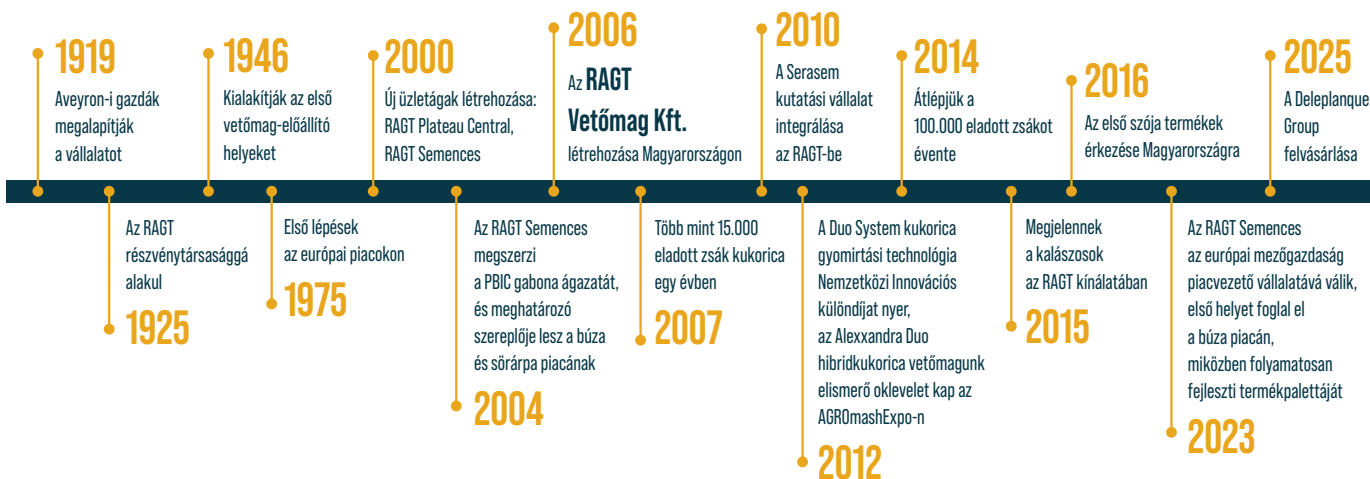 1919
Aveyron-i gazdák
megalapítják
a vállalatot
1946
Kialakítják az első
vetőmag-előállító
helyeket
2000
Új üzletágak létrehozása:
RAGT Plateau Central,
RAGT Semences
2006
Az RAGT
Vetőmag Kft.
létrehozása Magyarországon
2010
A Serasem
kutatási vállalat
integrálása
az RAGT-be
2014
Átlépjük a
100.000 eladott zsákot
évente
2016
Az első szója termékek
érkezése Magyarországra
2025
A Deleplanque
Group
felvásárlása
Az RAGT
részvénytársasággá
alakul
1925
Első lépések
az európai piacokon
1975
Az RAGT Semences
megszerzi
a PBIC gabona ágazatát,
és meghatározó
szereplője lesz a búza
és sörárpa piacának
2004
Több mint 15.000
eladott zsák kukorica
egy évben
2007
A Duo System kukorica
gyomirtási technológia
Nemzetközi Innovációs
különdíjat nyer,
az Alexxandra Duo
hibridkukorica vetőmagunk
elismerő oklevelet kap az
AGROmashExpo-n
2012
Megjelennek
a kalászosok
az RAGT kínálatában
2015
Az RAGT Semences
az európai mezőgazdaság
piacvezető vállalatává válik,
első helyet foglal el
a búza piacán,
miközben folyamatosan
fejleszti termékpalettáját
2023